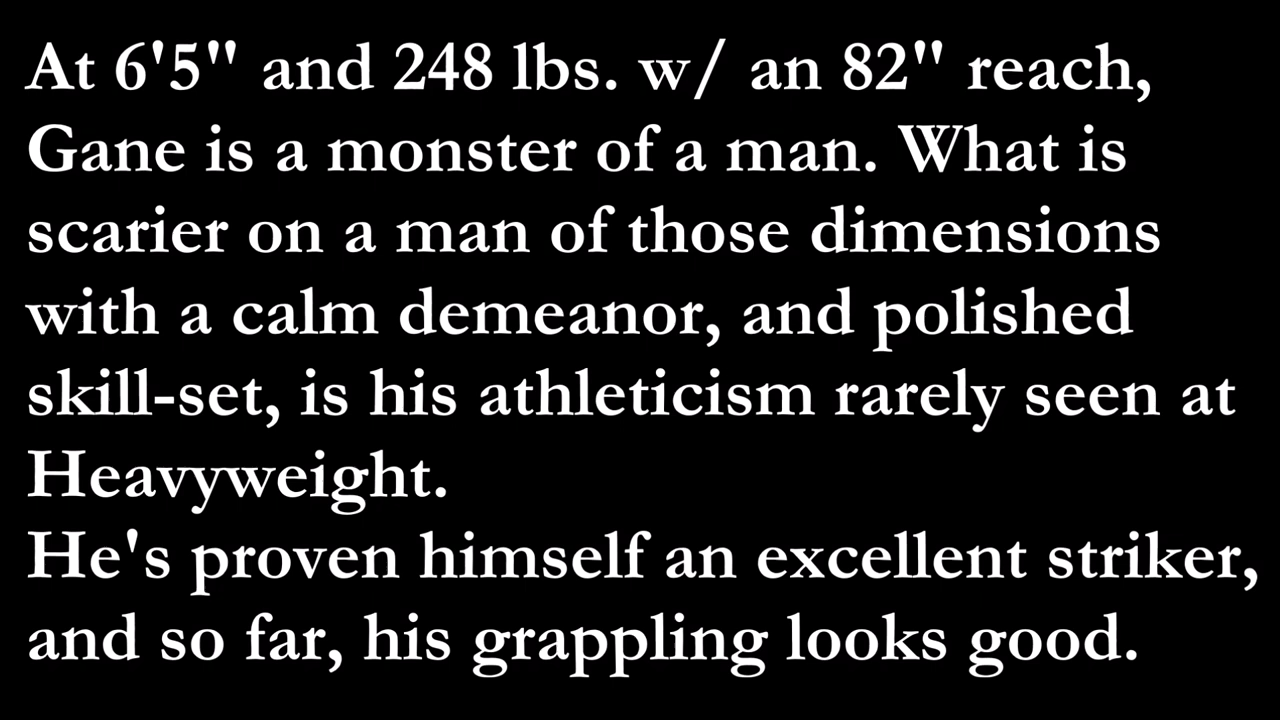 At 6'5" and 248 lbs. w/ an 82" reach,
Gane is a monster of a man. What is
scarier on a man of those dimensions
with a calm demeanor, and polished
skill-set, is his athleticism rarely seen at
Heavyweight.
He's proven himself an excellent striker,
and so far, his grappling looks good.